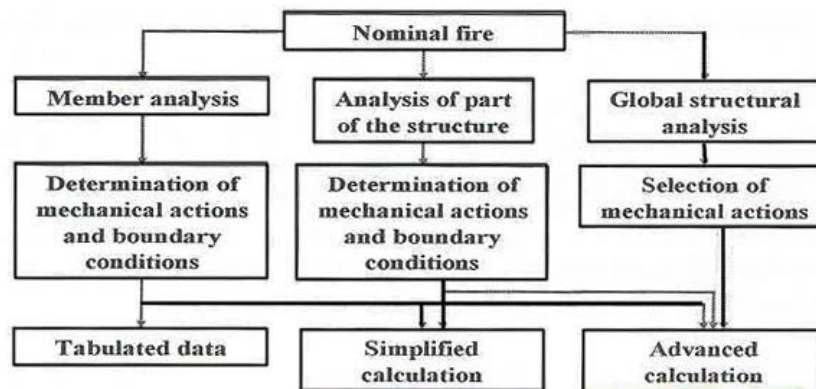 Nominal fire
Member analysis
Analysis of part
of the structure
Global structural
analysis
Determination of
mechanical actions
and boundary
conditions
Determination of
mechanical actions
and boundary
conditions
Selection of
mechanical actions
Tabulated data
Simplified
calculation
Advanced
calculation